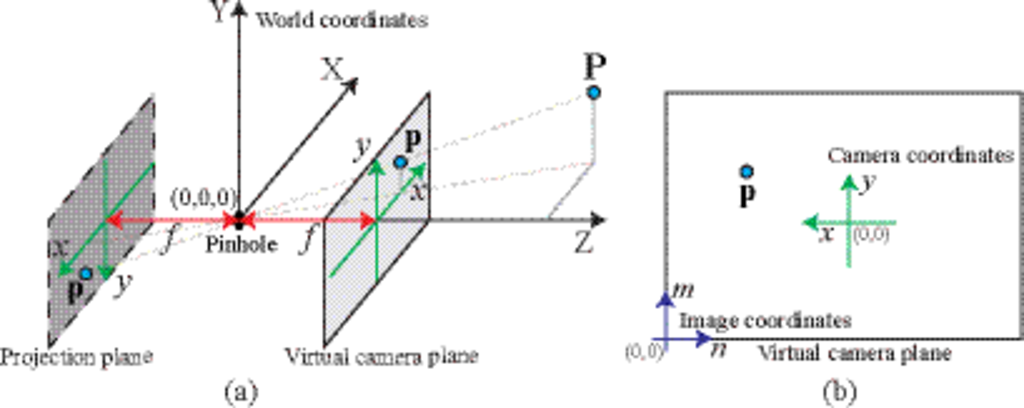 Y World coordinates
X
P
y
p
x
(0,0,0)
f
Pinhole
f
Z
x
p
y
Projection plane
Virtual camera plane
(a)
p
Camera coordinates
y
x
(0,0)
m
Image coordinates
(0,0)
n
Virtual camera plane
(b)